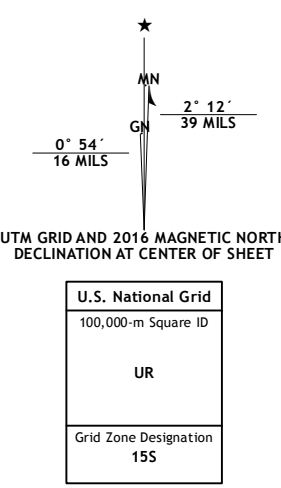 MN
GN
2° 12´
39 MILS
0° 54´
16 MILS
UTM GRID AND 2016 MAGNETIC NORTH
DECLINATION AT CENTER OF SHEET
U.S. National Grid
100,000-m Square ID
UR
Grid Zone Designation
15S